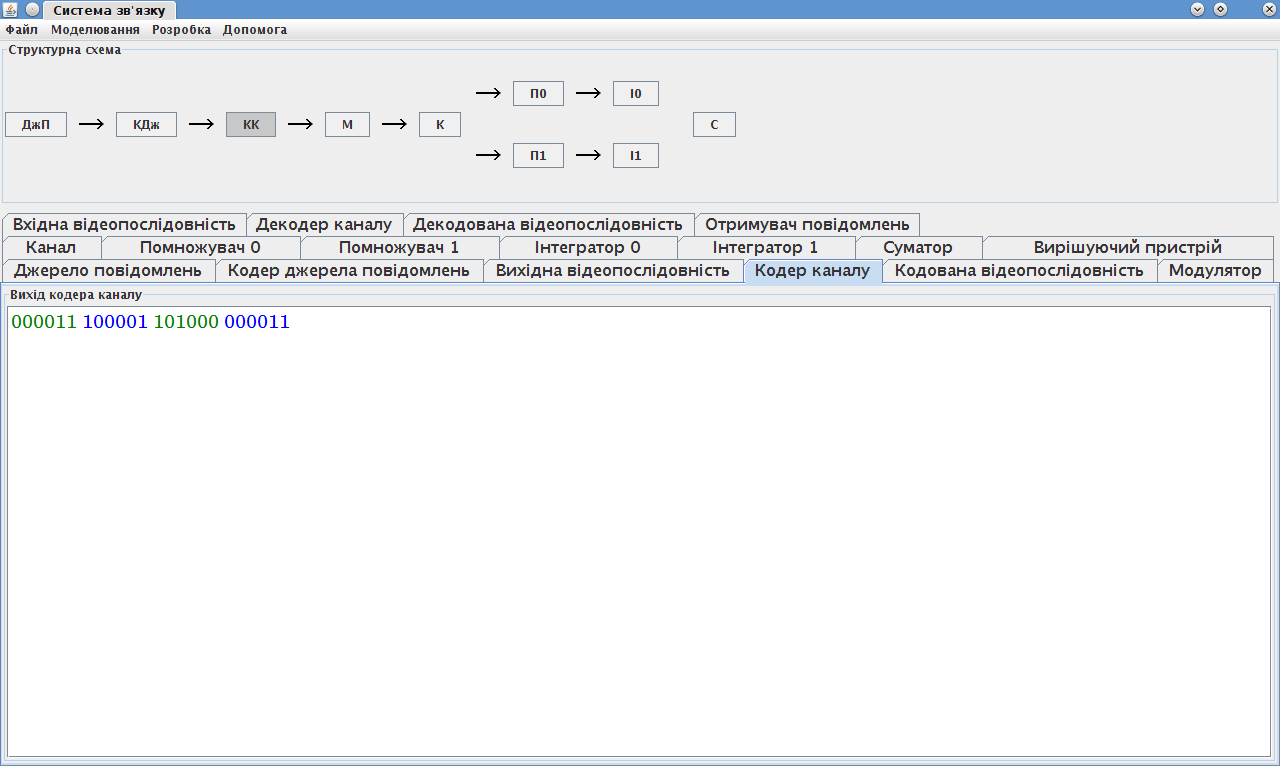 Система зв'язку
Файл Моделювання Розробка Допомога
Структурна схема
П0 І0
ДжП КДж КК М К С
П1 І1
Вхідна відеопослідовність Декодер каналу Декодована відеопослідовність Отримувач повідомлень
Канал Помножувач 0 Помножувач 1 Інтегратор 0 Інтегратор 1 Суматор Вирішуючий пристрій
Джерело повідомлень Кодер джерела повідомлень Вихідна відеопослідовність Кодер каналу Кодована відеопослідовність Модулятор
Вихід кодера каналу
000011 100001 101000 000011